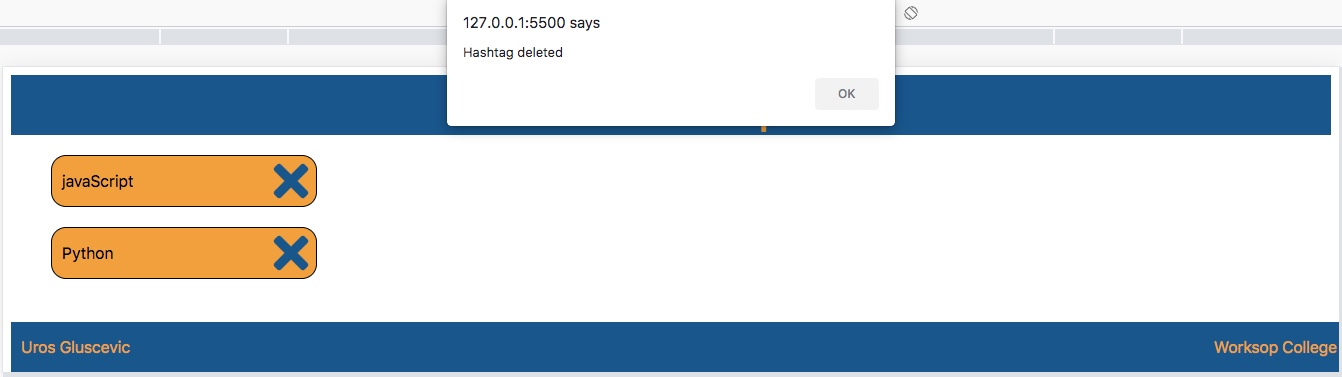 127.0.0.1:5500 says
Hashtag deleted
OK
javaScript
Python
Uros Gluscevic
Worksop College